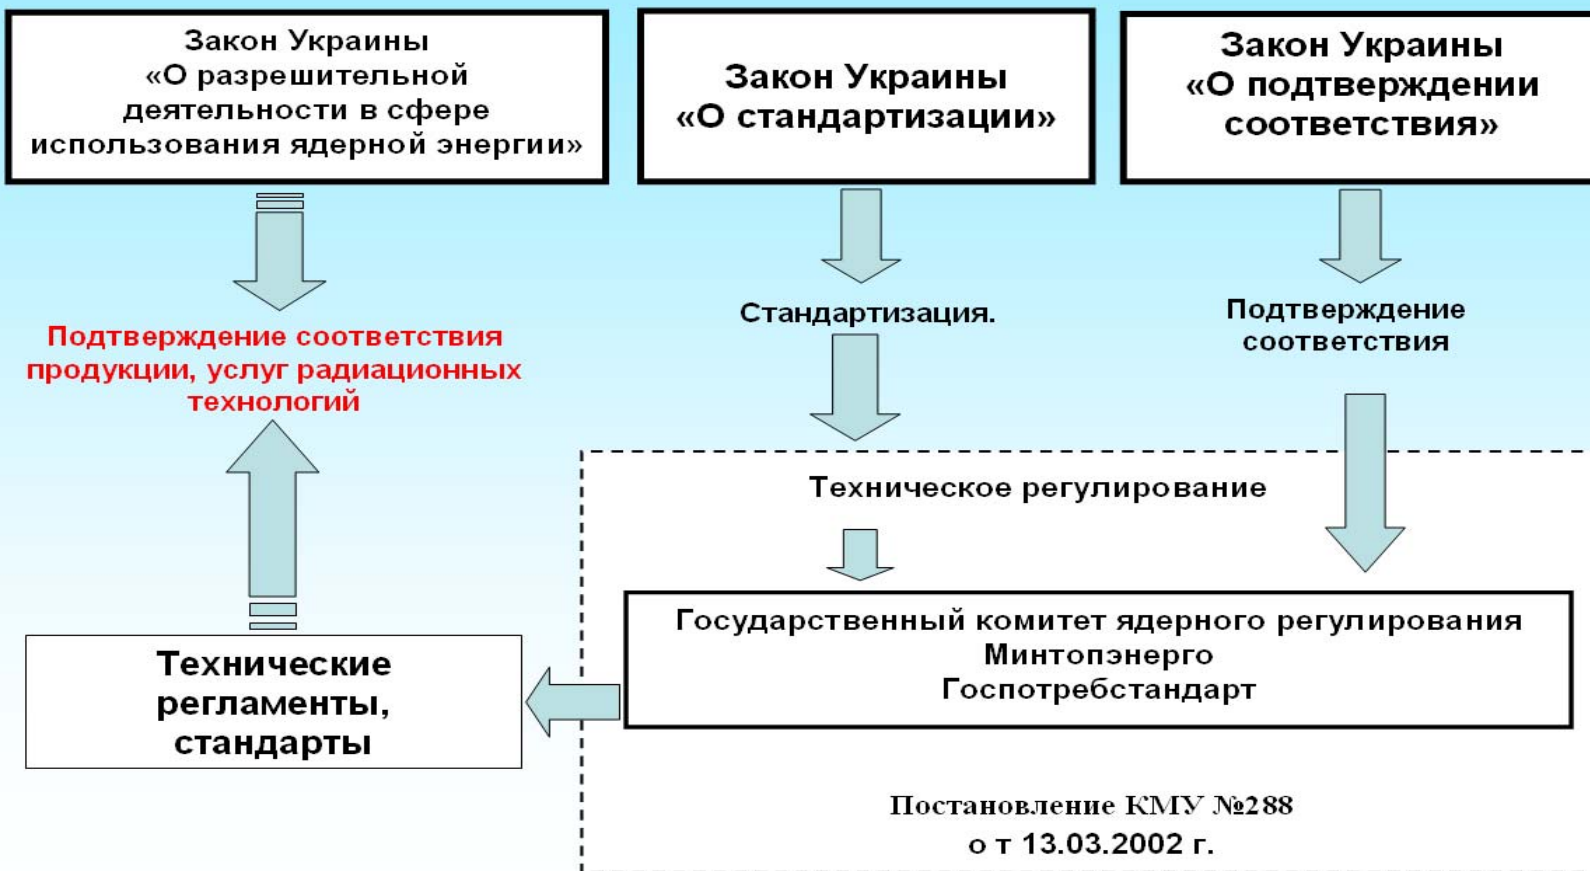 Закон Украины
«О разрешительной
деятельности в сфере
использования ядерной энергии»
Закон Украины
«О стандартизации»
Закон Украины
«О подтверждении
соответствия»
Подтверждение соответствия
продукции, услуг радиационных
технологий
Стандартизация.
Подтверждение
соответствия
Техническое регулирование
Государственный комитет ядерного регулирования
Минтопэнерго
Госпотребстандарт
Технические
регламенты,
стандарты
Постановление КМУ №288
о т 13.03.2002 г.